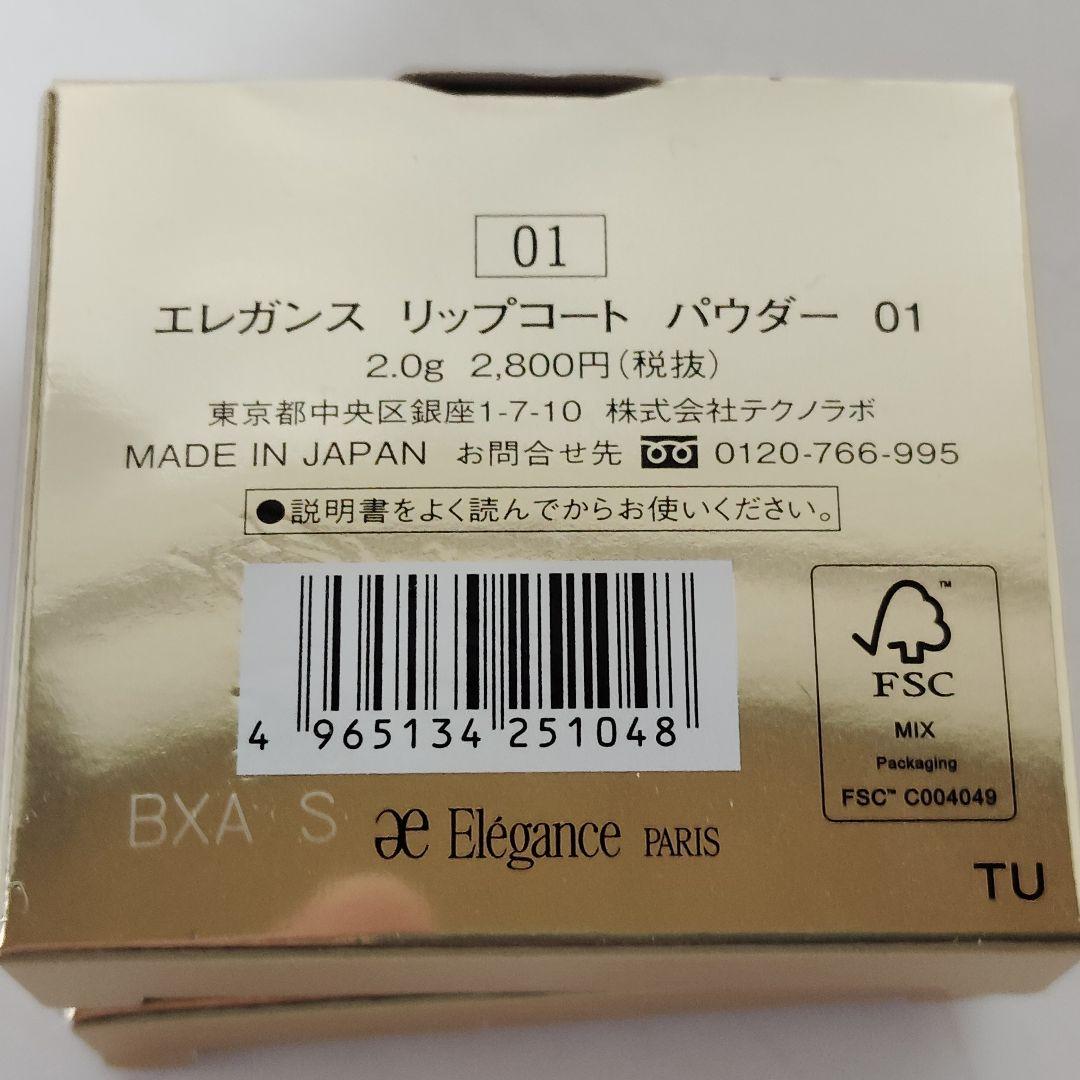 01
エレガンス リップコート パウダー 01
2.0g 2,800円(税抜)
東京都中央区銀座1-7-10 株式会社テクノラボ
MADE IN JAPAN お問合せ先 0120-766-995
●説明書をよく読んでからお使いください。
4 965134 251048
FSC™
MIX
Packaging
FSC™ C004049
BXA S
æ Elégance PARIS
TU